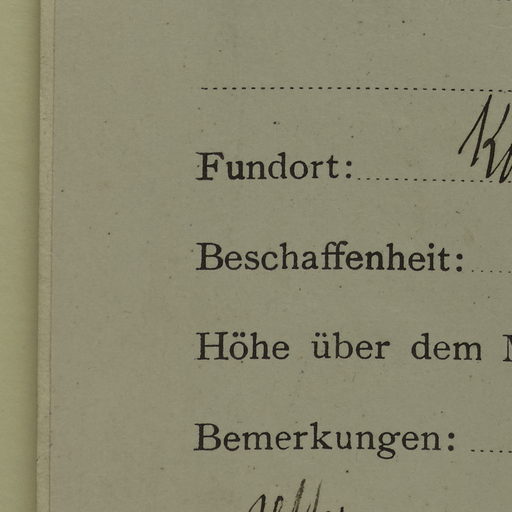 Fundort:
Beschaffenheit:
Höhe über dem
Bemerkungen: